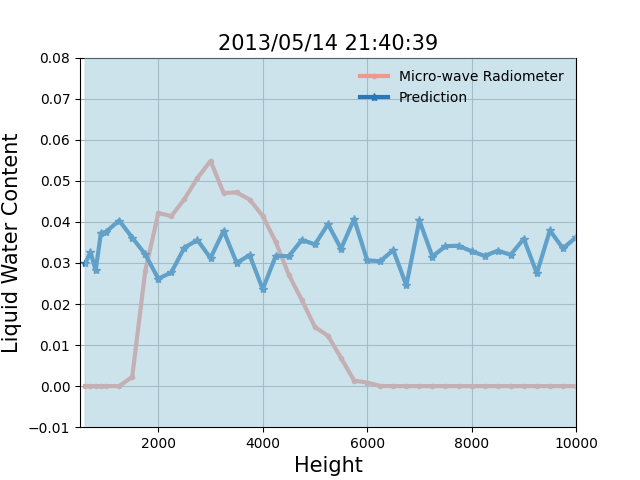 2013/05/14 21:40:39
Micro-wave Radiometer
Prediction
Liquid Water Content
0.08
0.07
0.06
0.05
0.04
0.03
0.02
0.01
0.00
−0.01
2000 4000 6000 8000 10000
Height